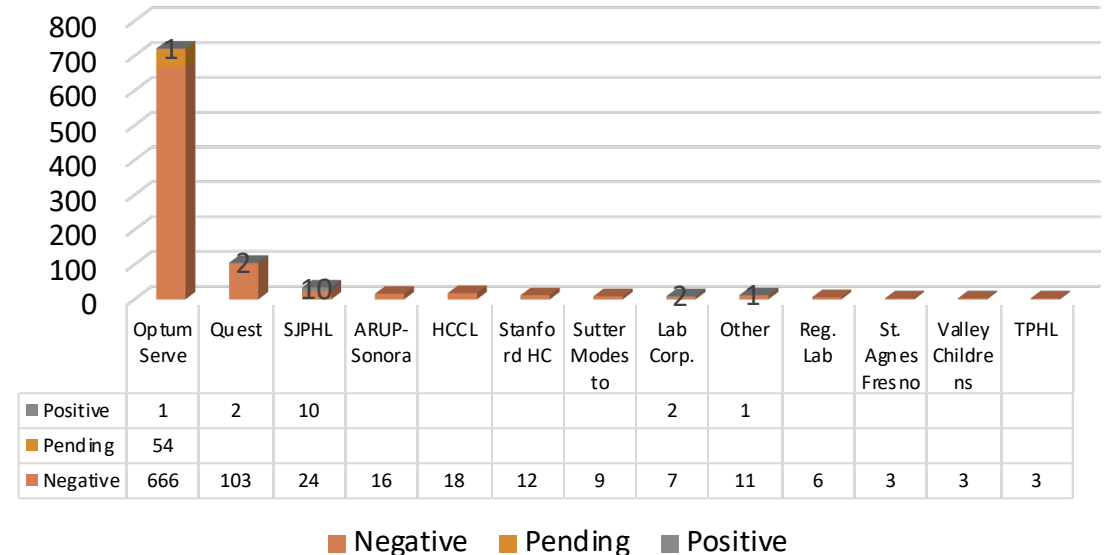 800
700
600
500
400
300
200
100
0
1
2
10
2
1
Optum Serve
Quest
SJPHL
ARUP-Sonora
HCCL
Stanford HC
Sutter Modesto
Lab Corp.
Other
Reg. Lab
St. Agnes Fresno
Valley Childrens
TPHL
Positive 1 2 10 2 1
Pending 54
Negative 666 103 24 16 18 12 9 7 11 6 3 3 3
Negative Pending Positive